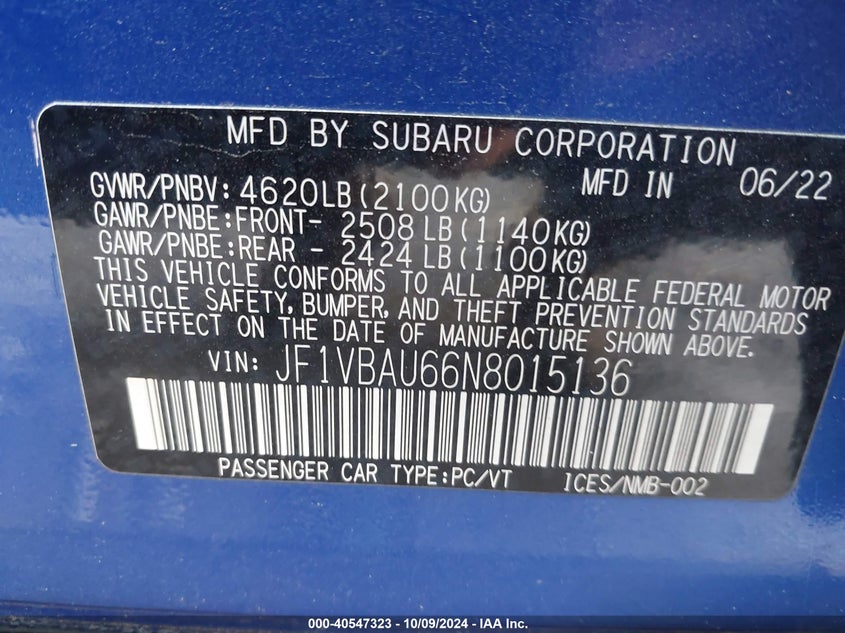 MFD BY SUBARU CORPORATION
GVWR/PNBV: 4620LB(2100KG) MFD IN 06/22
GAWR/PNBE:FRONT- 2508LB(1140KG)
GAWR/PNBE:REAR - 2424LB(1100KG)
THIS VEHICLE CONFORMS TO ALL APPLICABLE FEDERAL MOTOR
VEHICLE SAFETY, BUMPER, AND THEFT PREVENTION STANDARDS
IN EFFECT ON THE DATE OF MANUFACTURE SHOWN ABOVE.
VIN: JF1VBAU66N8015136
PASSENGER CAR TYPE:PC/VT ICES/NMB-002
000-40547323 - 10/09/2024 - IAA Inc.